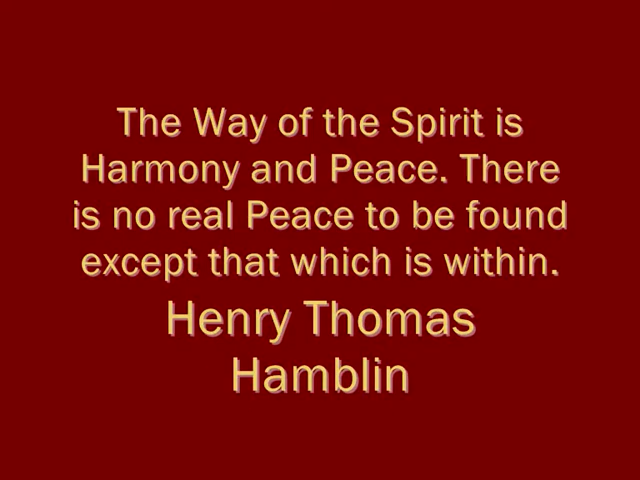 The Way of the Spirit is
Harmony and Peace. There
is no real Peace to be found
except that which is within.
Henry Thomas
Hamblin